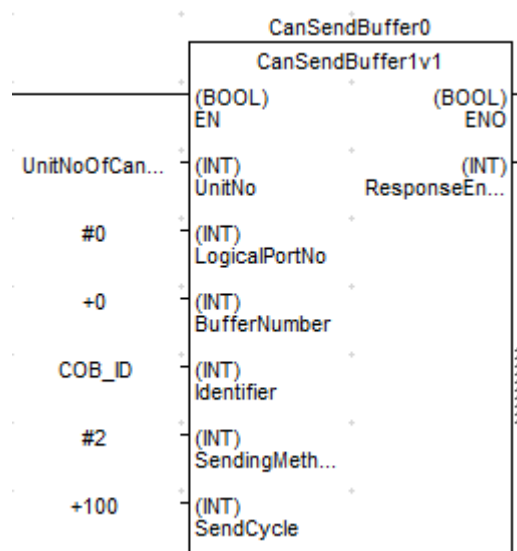 CanSendBuffer0
CanSendBuffer1v1
(BOOL) (BOOL)
EN ENO
UnitNoOfCan... (INT) (INT)
UnitNo ResponseEn...
#0 (INT)
LogicalPortNo
+0 (INT)
BufferNumber
COB_ID (INT)
Identifier
#2 (INT)
SendingMeth...
+100 (INT)
SendCycle